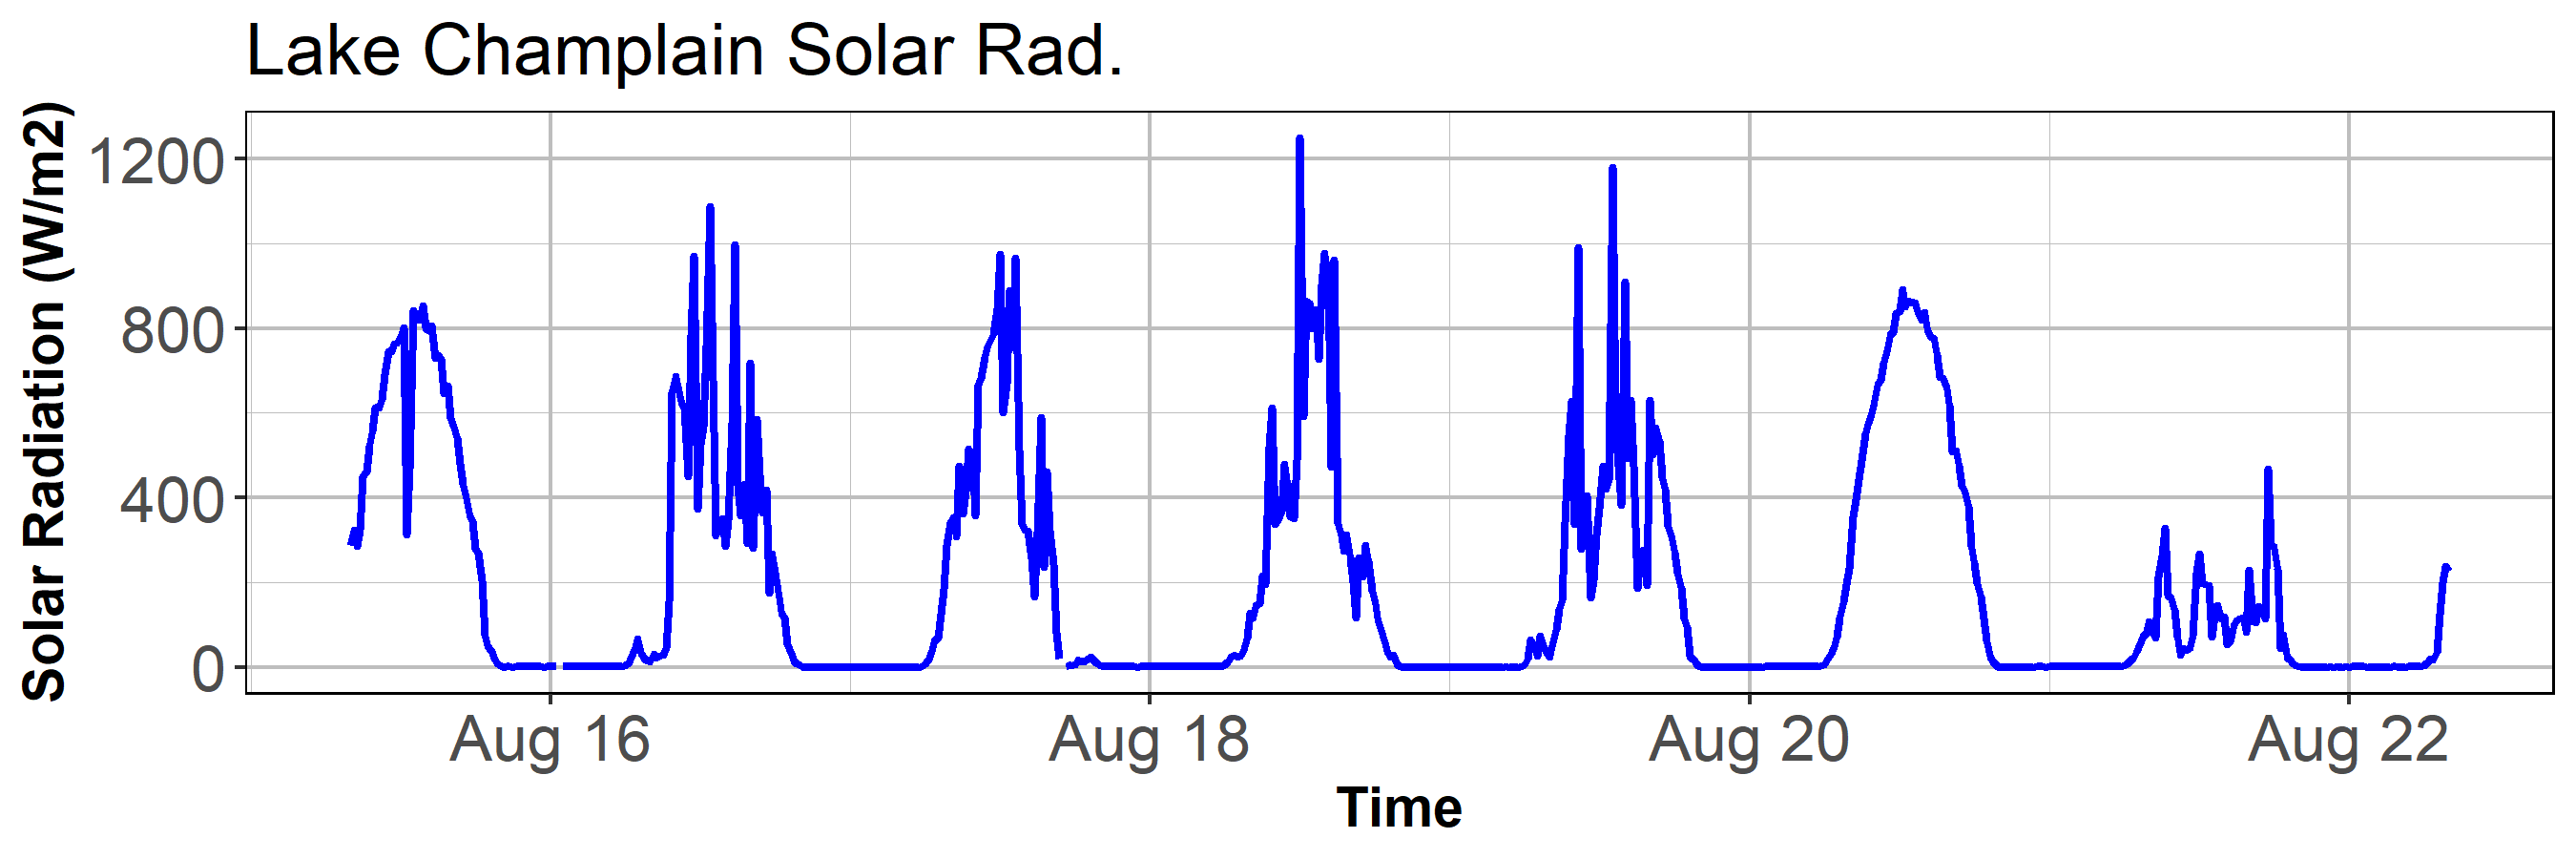 Lake Champlain Solar Rad.
Solar Radiation (W/m2)
1200
800
400
0
Aug 16 Aug 18 Aug 20 Aug 22
Time